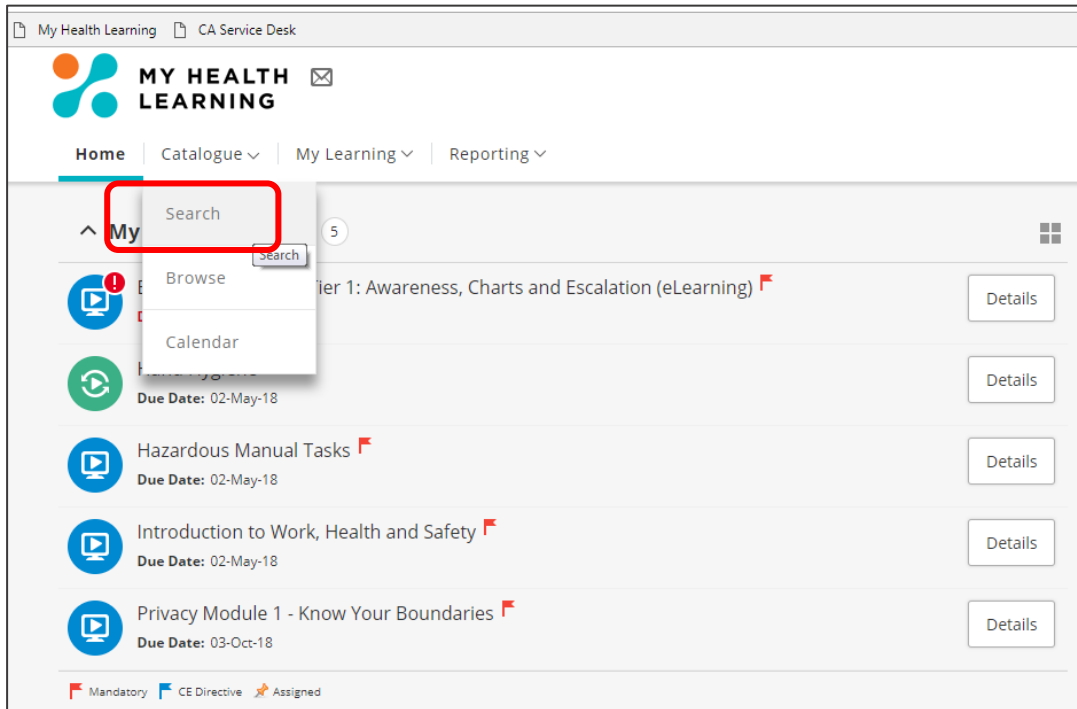 My Health Learning CA Service Desk
MY HEALTH
LEARNING
Home Catalogue My Learning Reporting
Search
My 5
Search
Browse
ier 1: Awareness, Charts and Escalation (eLearning)
Details
Calendar
Due Date: 02-May-18
Details
Hazardous Manual Tasks
Due Date: 02-May-18
Details
Introduction to Work, Health and Safety
Due Date: 02-May-18
Details
Privacy Module 1 - Know Your Boundaries
Due Date: 03-Oct-18
Details
Mandatory CE Directive Assigned